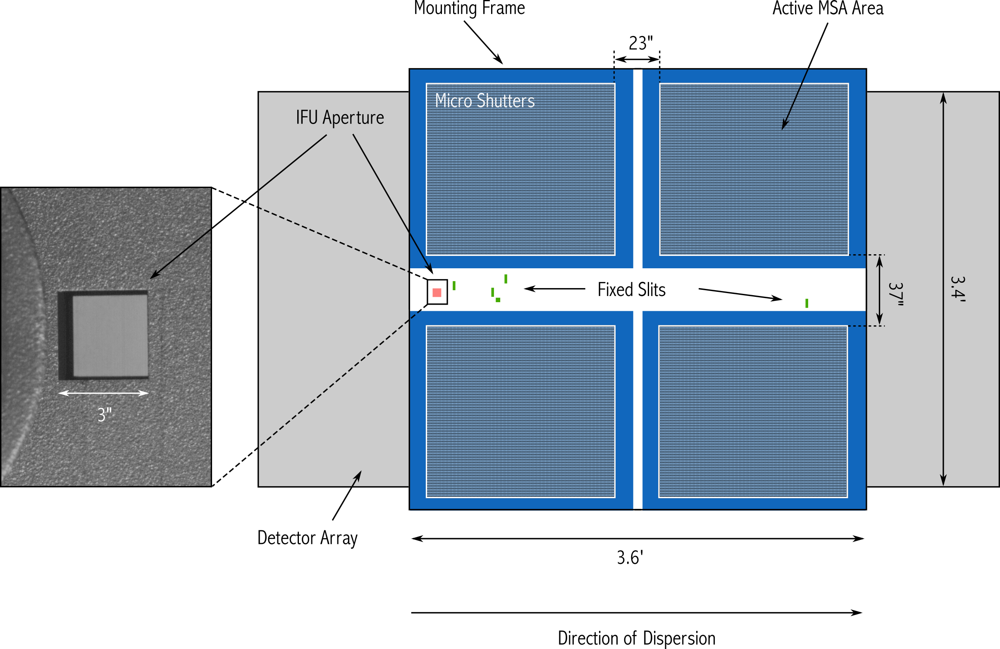 Mounting Frame
Active MSA Area
23"
Micro Shutters
IFU Aperture
Fixed Slits
37"
3.4'
3"
Detector Array
3.6'
Direction of Dispersion